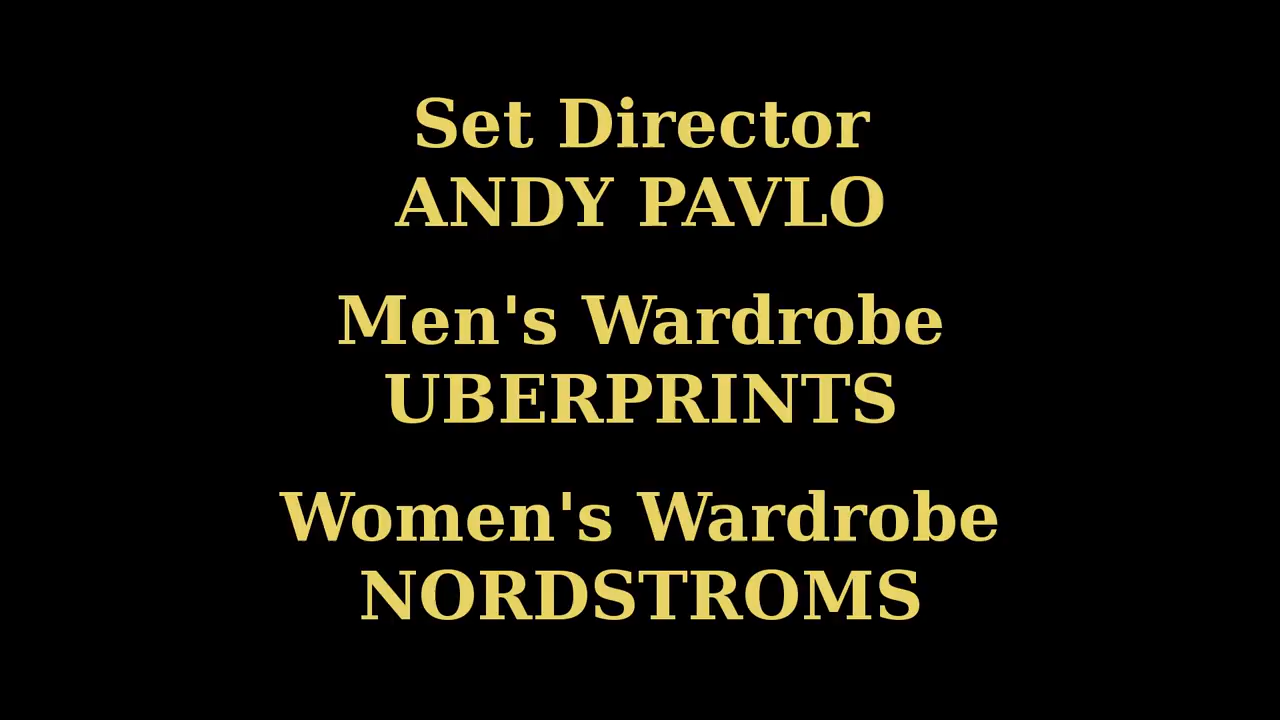 Set Director
ANDY PAVLO
Men's Wardrobe
UBERPRINTS
Women's Wardrobe
NORDSTROMS